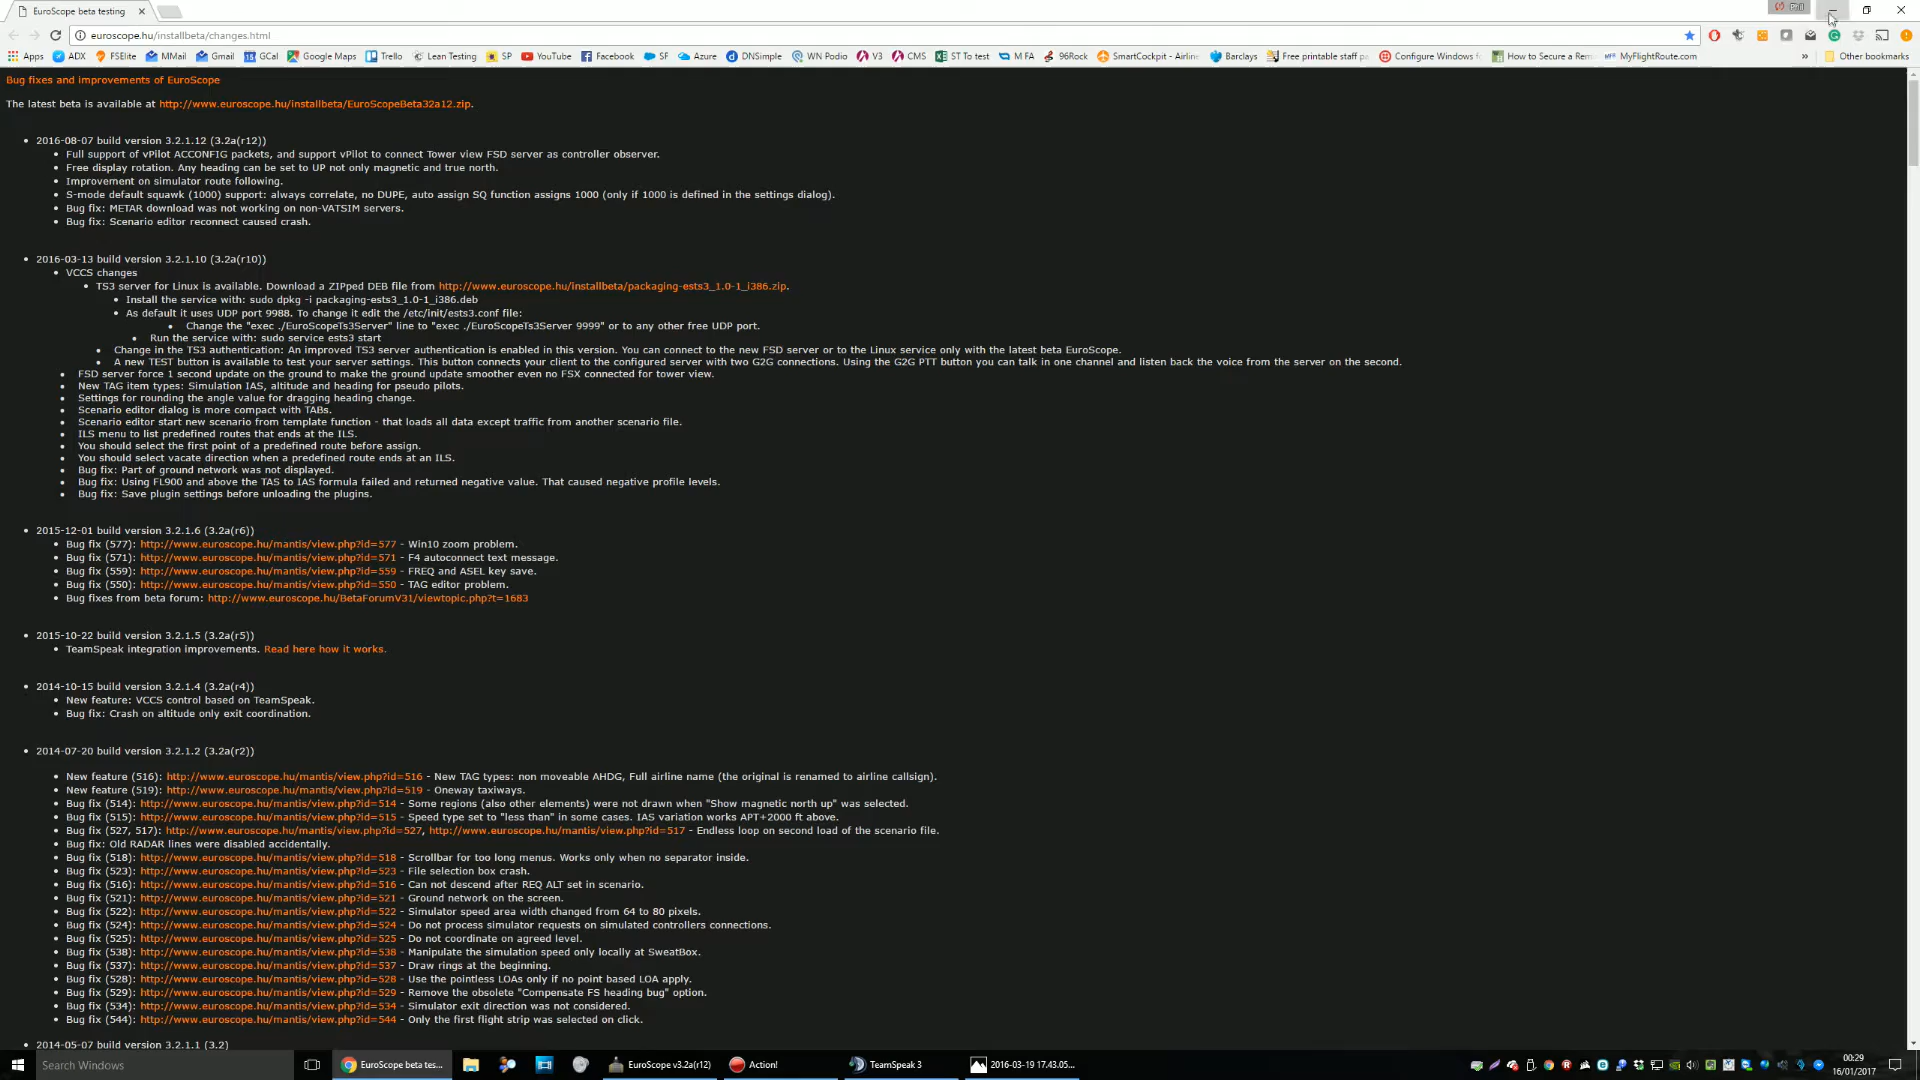 EuroScope beta testing
Phil
euroscope.hu/installbeta/changes.html
Apps ADX FSElite MMail Gmail GCal Google Maps Trello Lean Testing SP YouTube Facebook SF Azure DNSimple WN Podio V3 CMS ST To test M FA 96Rock SmartCockpit - Airline Barclays Free printable staff p Configure Windows How to Secure a Rem MyFlightRoute.com » Other bookmarks
Bug fixes and improvements of EuroScope
The latest beta is available at http://www.euroscope.hu/installbeta/EuroScopeBeta32a12.zip.
2016-08-07 build version 3.2.1.12 (3.2a(r12))
Full support of vPilot ACCONFIG packets, and support vPilot to connect Tower view FSD server as controller observer.
Free display rotation. Any heading can be set to UP not only magnetic and true north.
Improvement on simulator route following.
S-mode default squawk (1000) support: always correlate, no DUPE, auto assign SQ function assigns 1000 (only if 1000 is defined in the settings dialog).
Bug fix: METAR download was not working on non-VATSIM servers.
Bug fix: Scenario editor reconnect caused crash.
2016-03-13 build version 3.2.1.10 (3.2a(r10))
VCCS changes
TS3 server for Linux is available. Download a ZIPped DEB file from http://www.euroscope.hu/installbeta/packaging-ests3_1.0-1_i386.zip.
Install the service with: sudo dpkg -i packaging-ests3_1.0-1_i386.deb
As default it uses UDP port 9988. To change it edit the /etc/init/ests3.conf file:
Change the "exec ./EuroScopeTs3Server" line to "exec ./EuroScopeTs3Server 9999" or to any other free UDP port.
Run the service with: sudo service ests3 start
Change in the TS3 authentication: An improved TS3 server authentication is enabled in this version. You can connect to the new FSD server or to the Linux service only with the latest beta EuroScope.
A new TEST button is available to test your server settings. This button connects your client to the configured server with two G2G connections. Using the G2G PTT button you can talk in one channel and listen back the voice from the server on the second.
FSD server force 1 second update on the ground to make the ground update smoother even no FSX connected for tower view.
New TAG item types: Simulation IAS, altitude and heading for pseudo pilots.
Settings for rounding the angle value for dragging heading change.
Scenario editor dialog is more compact with TABs.
Scenario editor start new scenario from template function - that loads all data except traffic from another scenario file.
ILS menu to list predefined routes that ends at the ILS.
You should select the first point of a predefined route before assign.
You should select vacate direction when a predefined route ends at an ILS.
Bug fix: Part of ground network was not displayed.
Bug fix: Using FL900 and above the TAS to IAS formula failed and returned negative value. That caused negative profile levels.
Bug fix: Save plugin settings before unloading the plugins.
2015-12-01 build version 3.2.1.6 (3.2a(r6))
Bug fix (577): http://www.euroscope.hu/mantis/view.php?id=577 - Win10 zoom problem.
Bug fix (571): http://www.euroscope.hu/mantis/view.php?id=571 - F4 autoconnect text message.
Bug fix (559): http://www.euroscope.hu/mantis/view.php?id=559 - FREQ and ASEL key save.
Bug fix (550): http://www.euroscope.hu/mantis/view.php?id=550 - TAG editor problem.
Bug fixes from beta forum: http://www.euroscope.hu/BetaForumV31/viewtopic.php?t=1683
2015-10-22 build version 3.2.1.5 (3.2a(r5))
TeamSpeak integration improvements. Read here how it works.
2014-10-15 build version 3.2.1.4 (3.2a(r4))
New feature: VCCS control based on TeamSpeak.
Bug fix: Crash on altitude only exit coordination.
2014-07-20 build version 3.2.1.2 (3.2a(r2))
New feature (516): http://www.euroscope.hu/mantis/view.php?id=516 - New TAG types: non moveable AHDG, Full airline name (the original is renamed to airline callsign).
New feature (519): http://www.euroscope.hu/mantis/view.php?id=519 - Oneway taxiways.
Bug fix (514): http://www.euroscope.hu/mantis/view.php?id=514 - Some regions (also other elements) were not drawn when "Show magnetic north up" was selected.
Bug fix (515): http://www.euroscope.hu/mantis/view.php?id=515 - Speed type set to "less than" in some cases. IAS variation works APT+2000 ft above.
Bug fix (527, 517): http://www.euroscope.hu/mantis/view.php?id=527, http://www.euroscope.hu/mantis/view.php?id=517 - Endless loop on second load of the scenario file.
Bug fix: Old RADAR lines were disabled accidentally.
Bug fix (518): http://www.euroscope.hu/mantis/view.php?id=518 - Scrollbar for too long menus. Works only when no separator inside.
Bug fix (523): http://www.euroscope.hu/mantis/view.php?id=523 - File selection box crash.
Bug fix (516): http://www.euroscope.hu/mantis/view.php?id=516 - Can not descend after REQ ALT set in scenario.
Bug fix (521): http://www.euroscope.hu/mantis/view.php?id=521 - Ground network on the screen.
Bug fix (522): http://www.euroscope.hu/mantis/view.php?id=522 - Simulator speed area width changed from 64 to 80 pixels.
Bug fix (524): http://www.euroscope.hu/mantis/view.php?id=524 - Do not process simulator requests on simulated controllers connections.
Bug fix (525): http://www.euroscope.hu/mantis/view.php?id=525 - Do not coordinate on agreed level.
Bug fix (538): http://www.euroscope.hu/mantis/view.php?id=538 - Manipulate the simulation speed only locally at SweatBox.
Bug fix (537): http://www.euroscope.hu/mantis/view.php?id=537 - Draw rings at the beginning.
Bug fix (528): http://www.euroscope.hu/mantis/view.php?id=528 - Use the pointless LOAs only if no point based LOA apply.
Bug fix (529): http://www.euroscope.hu/mantis/view.php?id=529 - Remove the obsolete "Compensate FS heading bug" option.
Bug fix (534): http://www.euroscope.hu/mantis/view.php?id=534 - Simulator exit direction was not considered.
Bug fix (544): http://www.euroscope.hu/mantis/view.php?id=544 - Only the first flight strip was selected on click.
2014-05-07 build version 3.2.1.1 (3.2)
Search Windows EuroScope beta tes... EuroScope v3.2a(r12) Action! TeamSpeak 3 2016-03-19 17.43.05... 00:29
16/01/2017